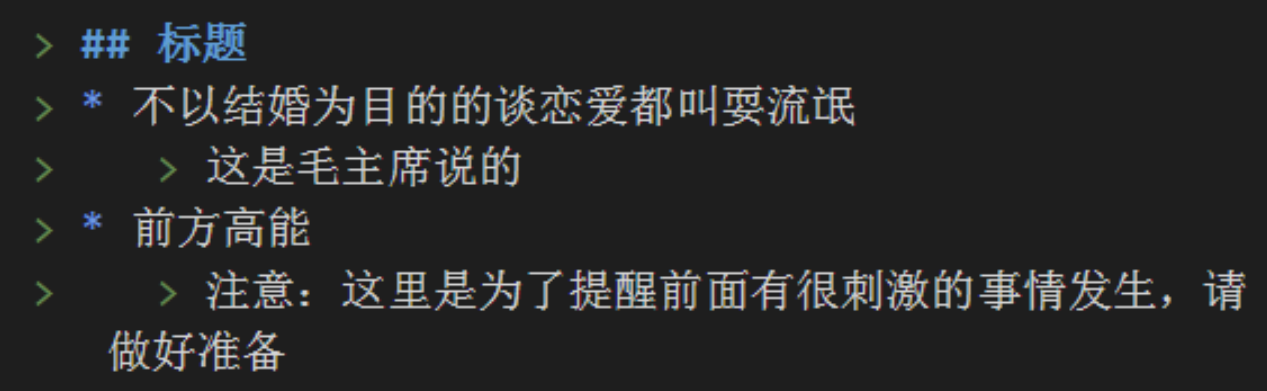 > ## 标题
> * 不以结婚为目的的谈恋爱都叫耍流氓
>    > 这是毛主席说的
> * 前方高能
>    > 注意：这里是为了提醒前面有很刺激的事情发生，请
做好准备